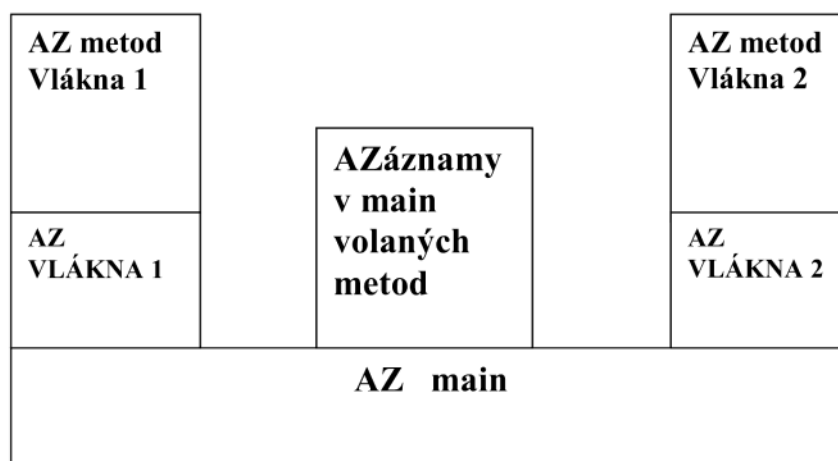 AZ metod
Vlákna 1
AZ metod
Vlákna 2
AZáznamy
v main
volaných
metod
AZ
VLÁKNA 1
AZ
VLÁKNA 2
AZ main